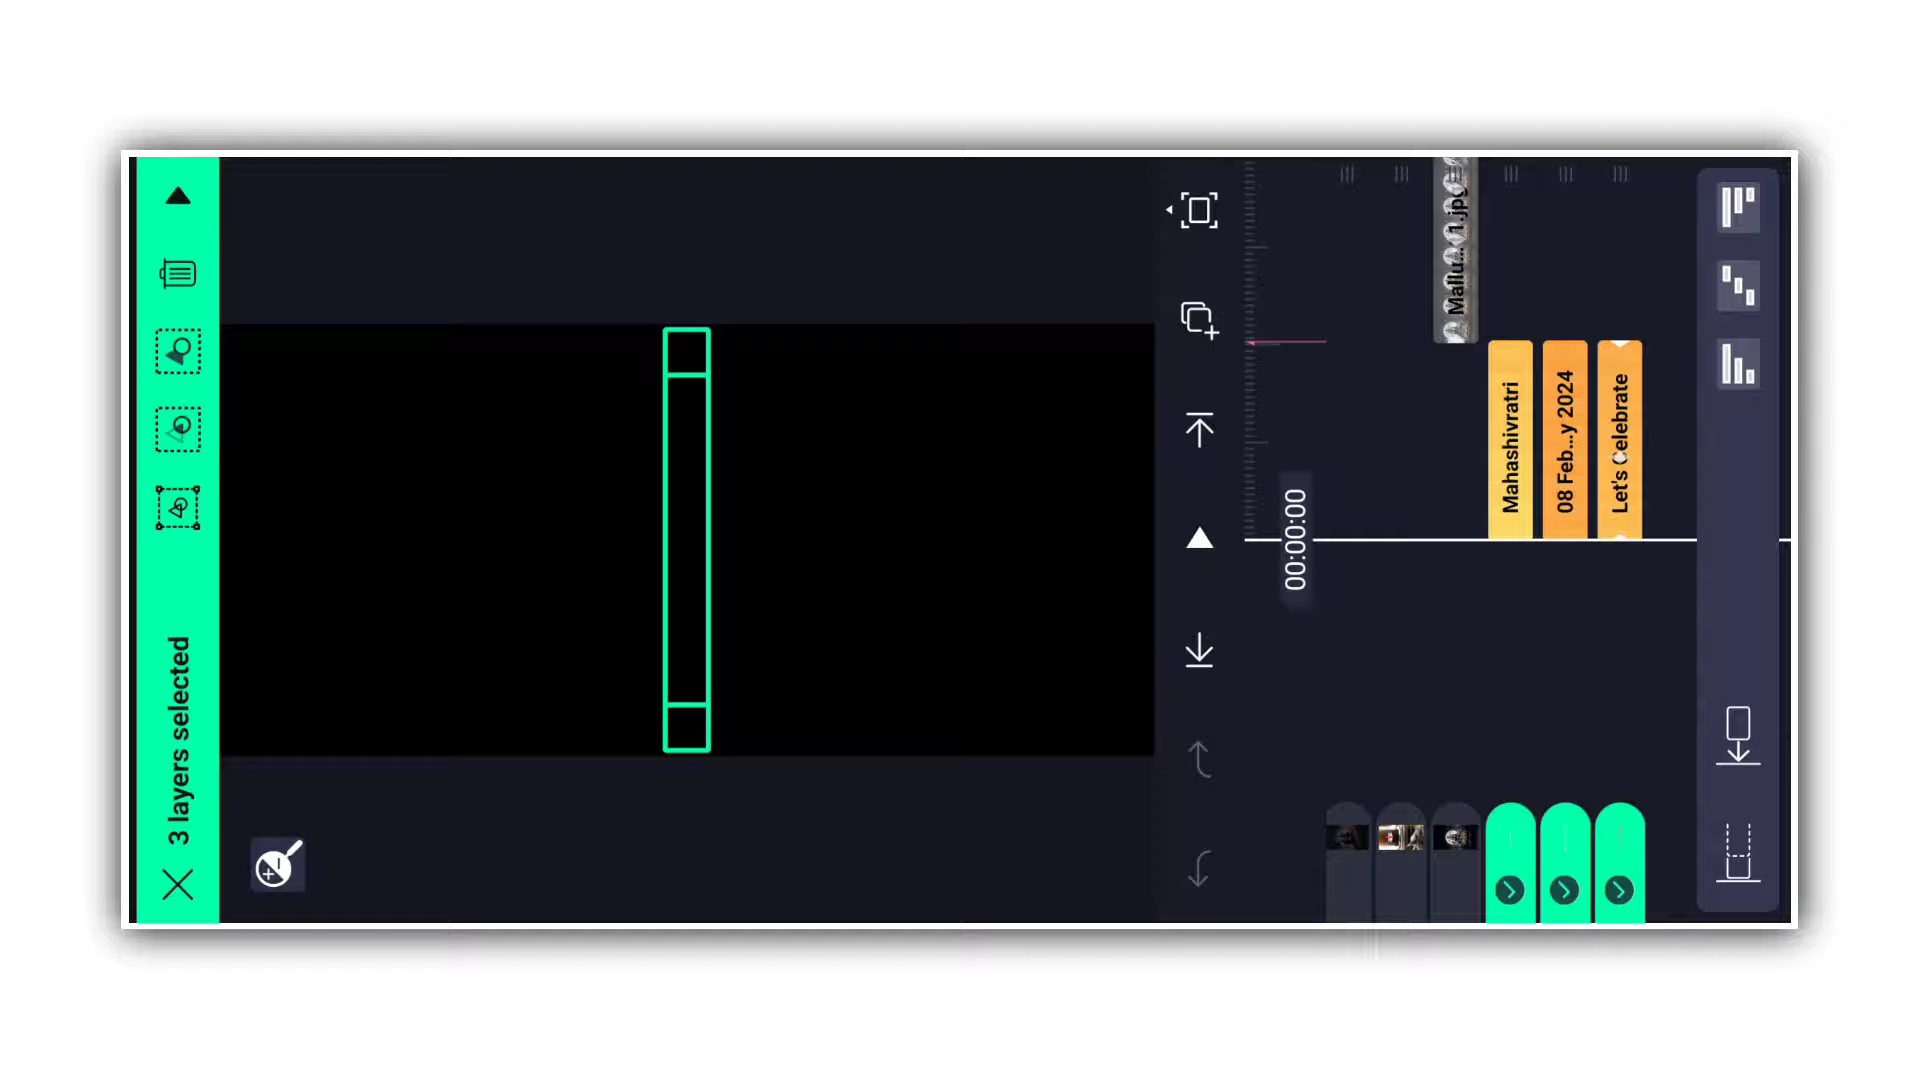 3 layers selected
00:00:00
Mallu... 1.jpg
Mahashivratri
08 Feb...y 2024
Let's Celebrate